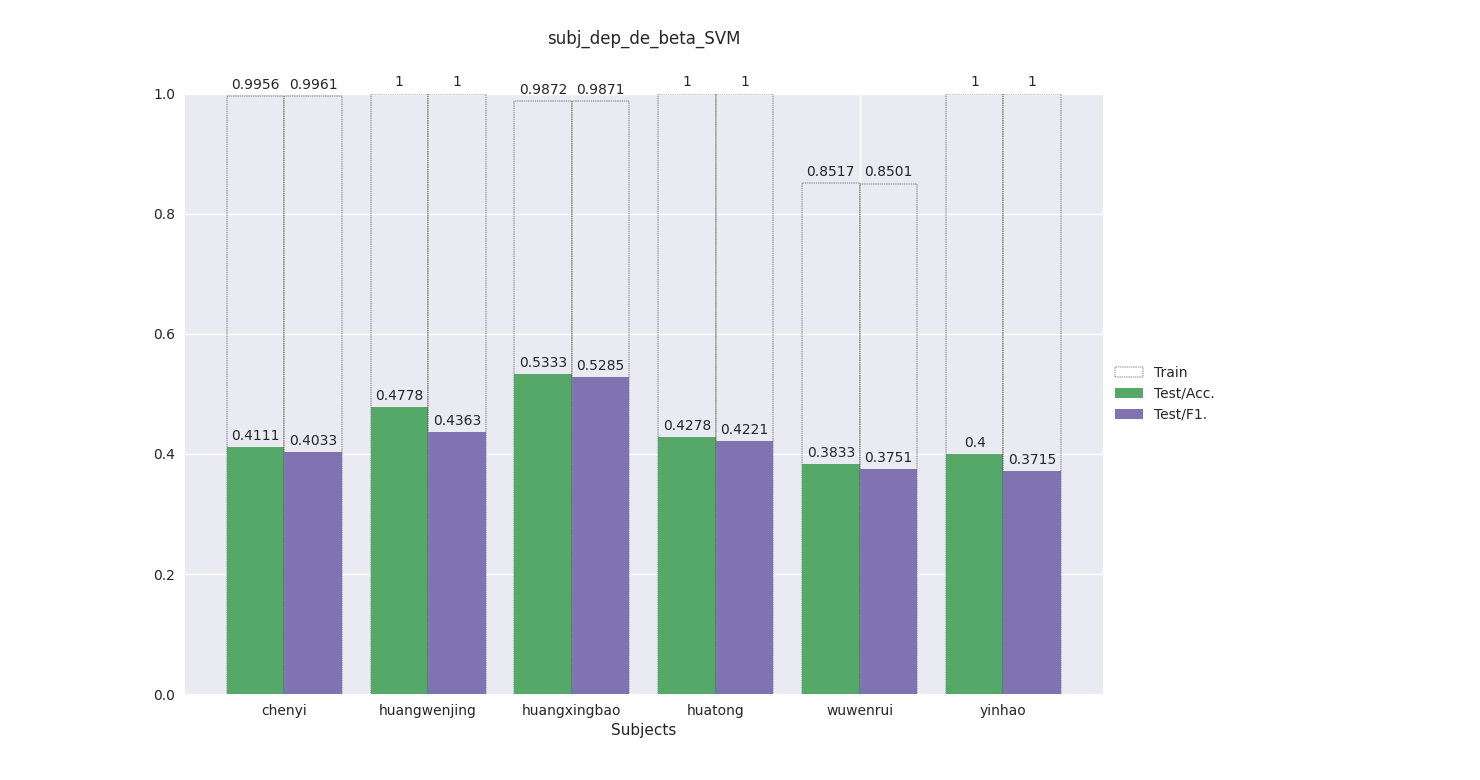 subj_dep_de_beta_SVM
0.9956 0.9961 1 1 0.9872 0.9871 1 1 0.8517 0.8501 1 1
1.0
0.8
0.6
0.4
0.2
0.0
0.4111 0.4033 0.4778 0.4363 0.5333 0.5285 0.4278 0.4221 0.3833 0.3751 0.4 0.3715
chenyi huangwenjing huangxingbao huatong wuwenrui yinhao
Subjects
Train
Test/Acc.
Test/F1.